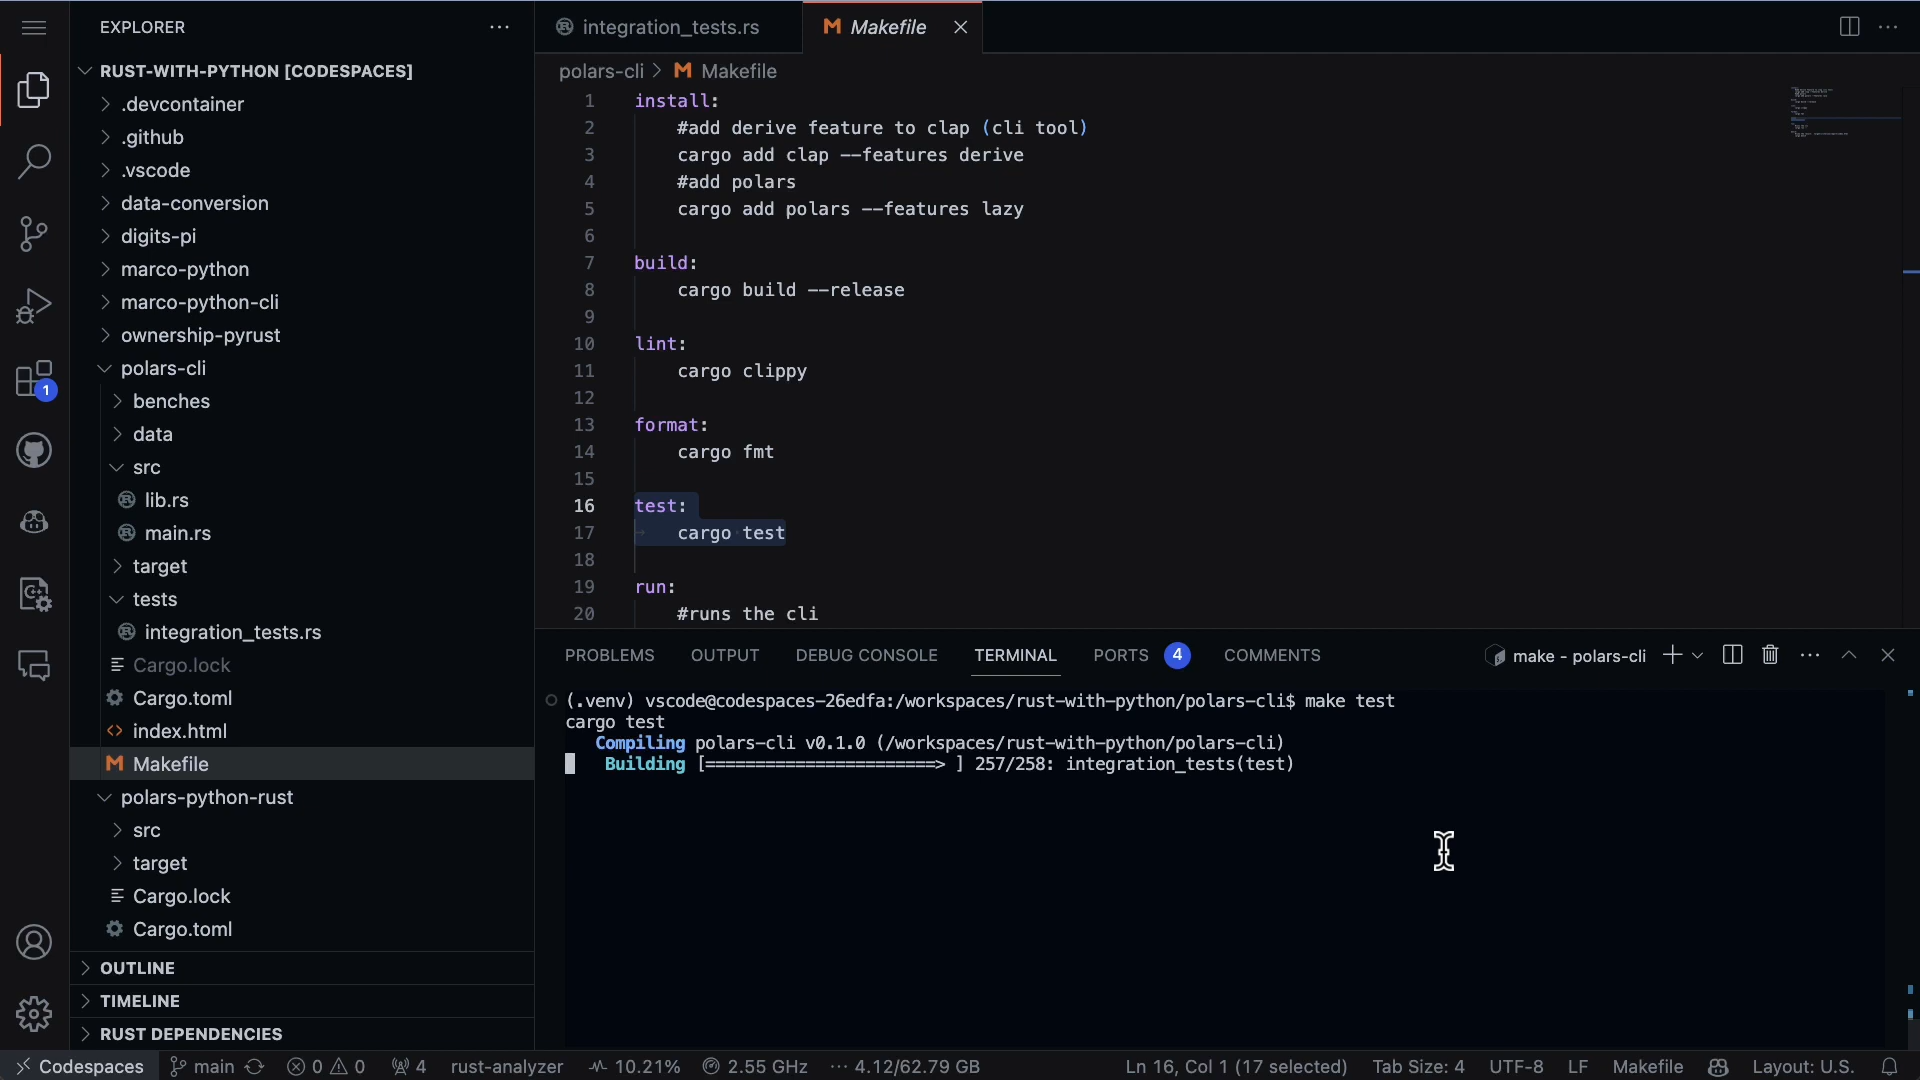 EXPLORER
RUST-WITH-PYTHON [CODESPACES]
.devcontainer
.github
.vscode
data-conversion
digits-pi
marco-python
marco-python-cli
ownership-pyrust
polars-cli
benches
data
src
lib.rs
main.rs
target
tests
integration_tests.rs
Cargo.lock
Cargo.toml
index.html
Makefile
polars-python-rust
src
target
Cargo.lock
Cargo.toml
OUTLINE
TIMELINE
RUST DEPENDENCIES
1
integration_tests.rs
Makefile
polars-cli > Makefile
1 install:
2 #add derive feature to clap (cli tool)
3 cargo add clap --features derive
4 #add polars
5 cargo add polars --features lazy
6
7 build:
8 cargo build --release
9
10 lint:
11 cargo clippy
12
13 format:
14 cargo fmt
15
16 test:
17 cargo test
18
19 run:
20 #runs the cli
PROBLEMS OUTPUT DEBUG CONSOLE TERMINAL PORTS 4 COMMENTS
make - polars-cli
(.venv) vscode@codespaces-26edfa:/workspaces/rust-with-python/polars-cli$ make test
cargo test
Compiling polars-cli v0.1.0 (/workspaces/rust-with-python/polars-cli)
Building [=======================> ] 257/258: integration_tests(test)
Codespaces main 0 0 4 rust-analyzer 10.21% 2.55 GHz 4.12/62.79 GB Ln 16, Col 1 (17 selected) Tab Size: 4 UTF-8 LF Makefile Layout: U.S.